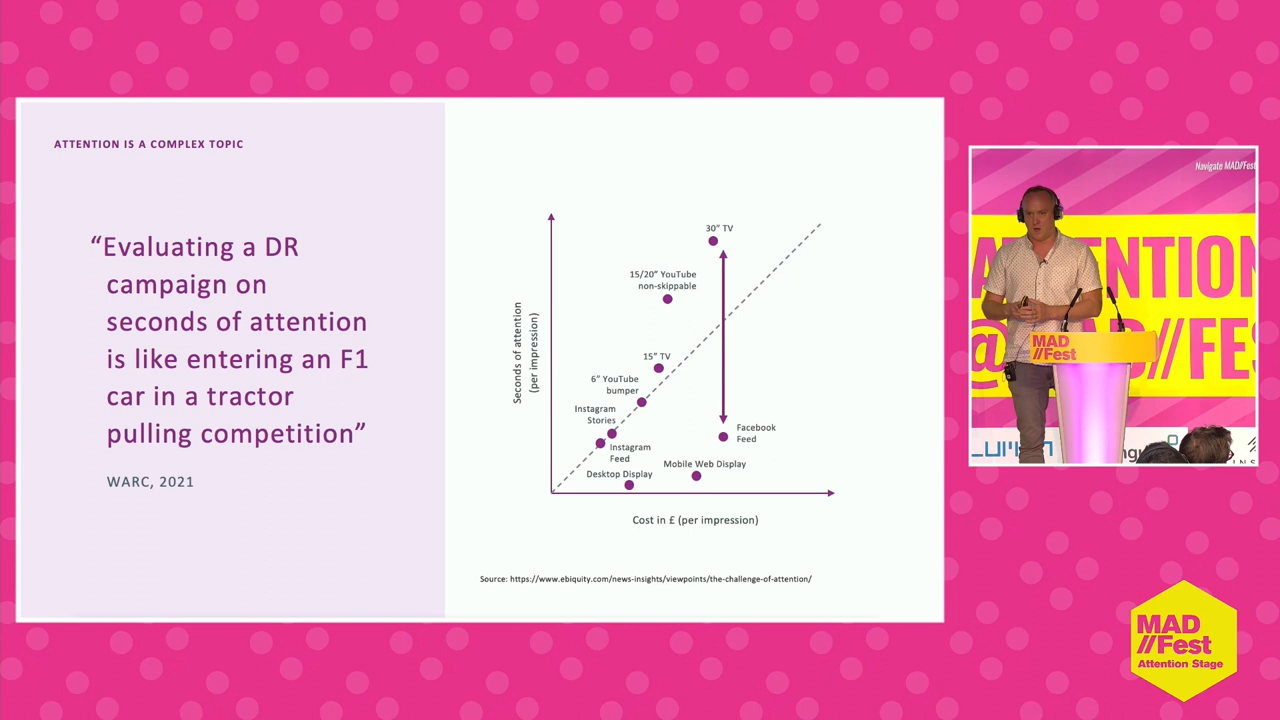 ATTENTION IS A COMPLEX TOPIC
“Evaluating a DR
campaign on
seconds of attention
is like entering an F1
car in a tractor
pulling competition”
WARC, 2021
Seconds of attention
(per impression)
30” TV
15/20” YouTube
non-skippable
15” TV
6” YouTube
bumper
Instagram
Stories
Instagram
Feed
Facebook
Feed
Desktop Display
Mobile Web Display
Cost in £ (per impression)
Source: https://www.ebiquity.com/news-insights/viewpoints/the-challenge-of-attention/
Navigate MAD//Fest
MAD
//Fest
MAD
//Fest
Attention Stage